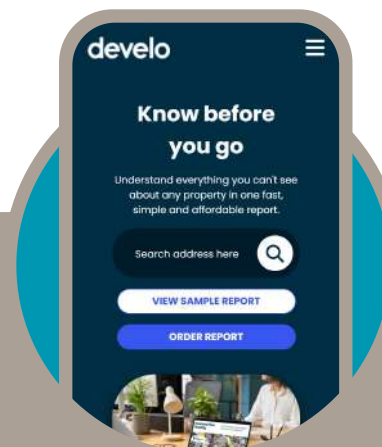 develo
Know before
you go
Understand everything you can't see
about any property in one fast,
simple and affordable report.
Search address here
VIEW SAMPLE REPORT
ORDER REPORT